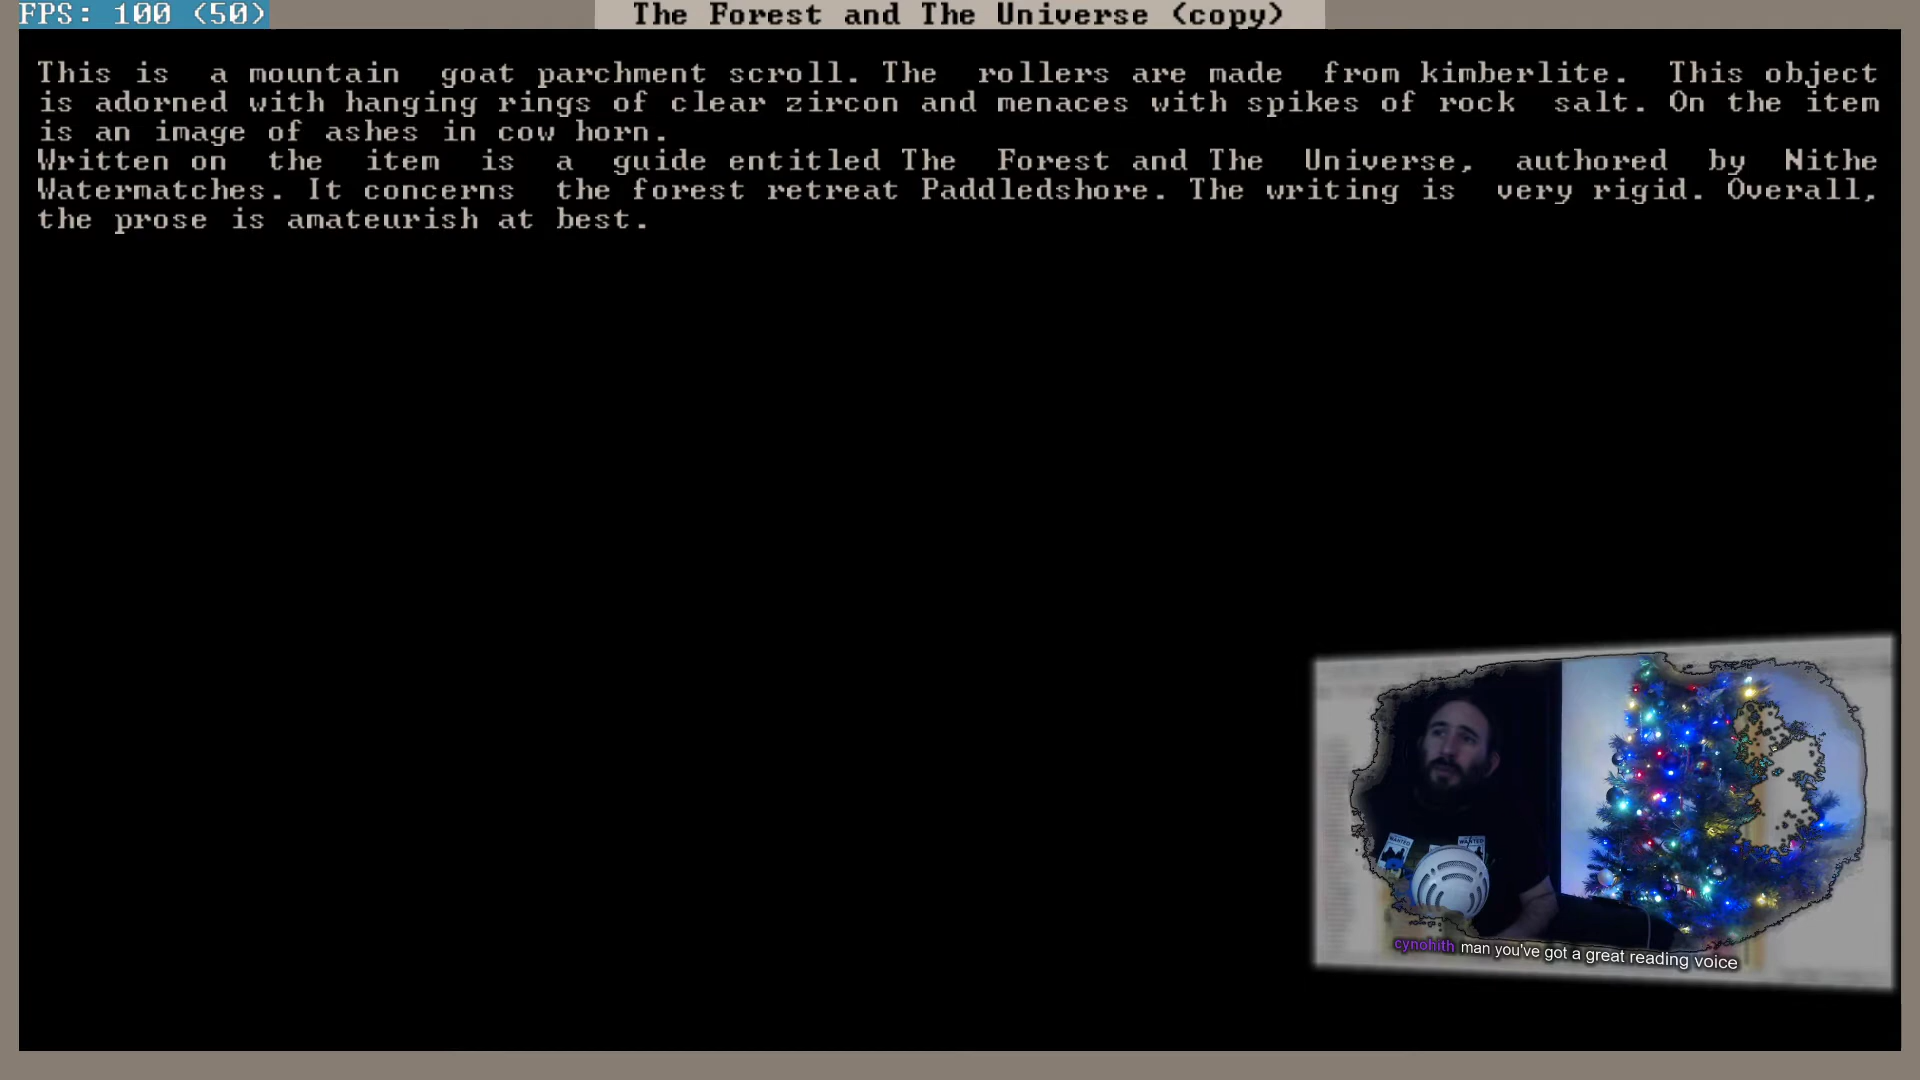 FPS: 100 (50)
The Forest and The Universe (copy)
This is a mountain goat parchment scroll. The rollers are made from kimberlite. This object
is adorned with hanging rings of clear zircon and menaces with spikes of rock salt. On the item
is an image of ashes in cow horn.
Written on the item is a guide entitled The Forest and The Universe, authored by Nithe
Watermatches. It concerns the forest retreat Paddledshore. The writing is very rigid. Overall,
the prose is amateurish at best.
WANTED
WANTED
cynohith man you've got a great reading voice